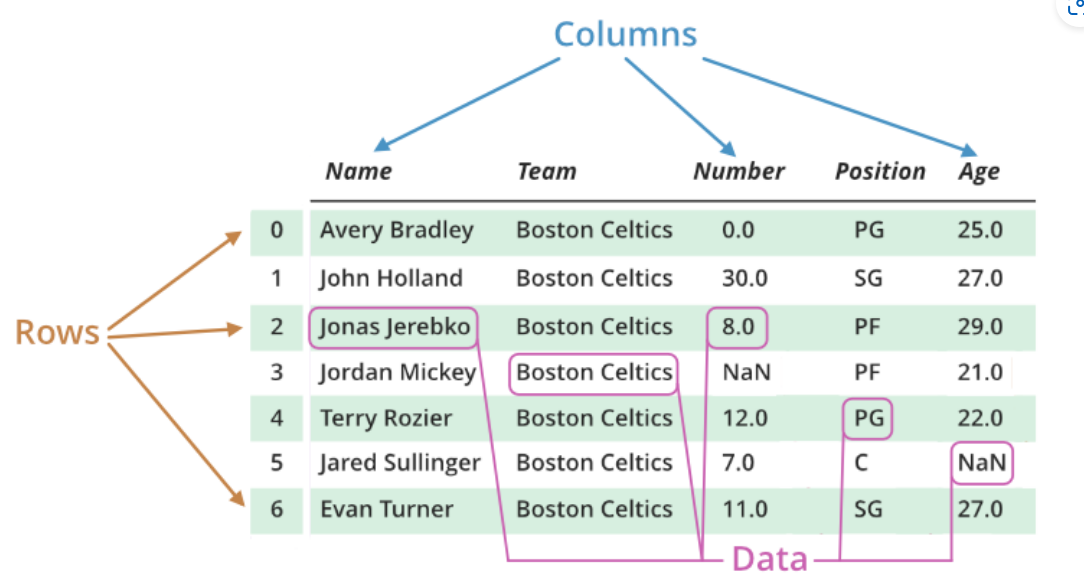 Columns
Name Team Number Position Age
0 Avery Bradley Boston Celtics 0.0 PG 25.0
1 John Holland Boston Celtics 30.0 SG 27.0
Rows
2 Jonas Jerebko Boston Celtics 8.0 PF 29.0
3 Jordan Mickey Boston Celtics NaN PF 21.0
4 Terry Rozier Boston Celtics 12.0 PG 22.0
5 Jared Sullinger Boston Celtics 7.0 C NaN
6 Evan Turner Boston Celtics 11.0 SG 27.0
Data